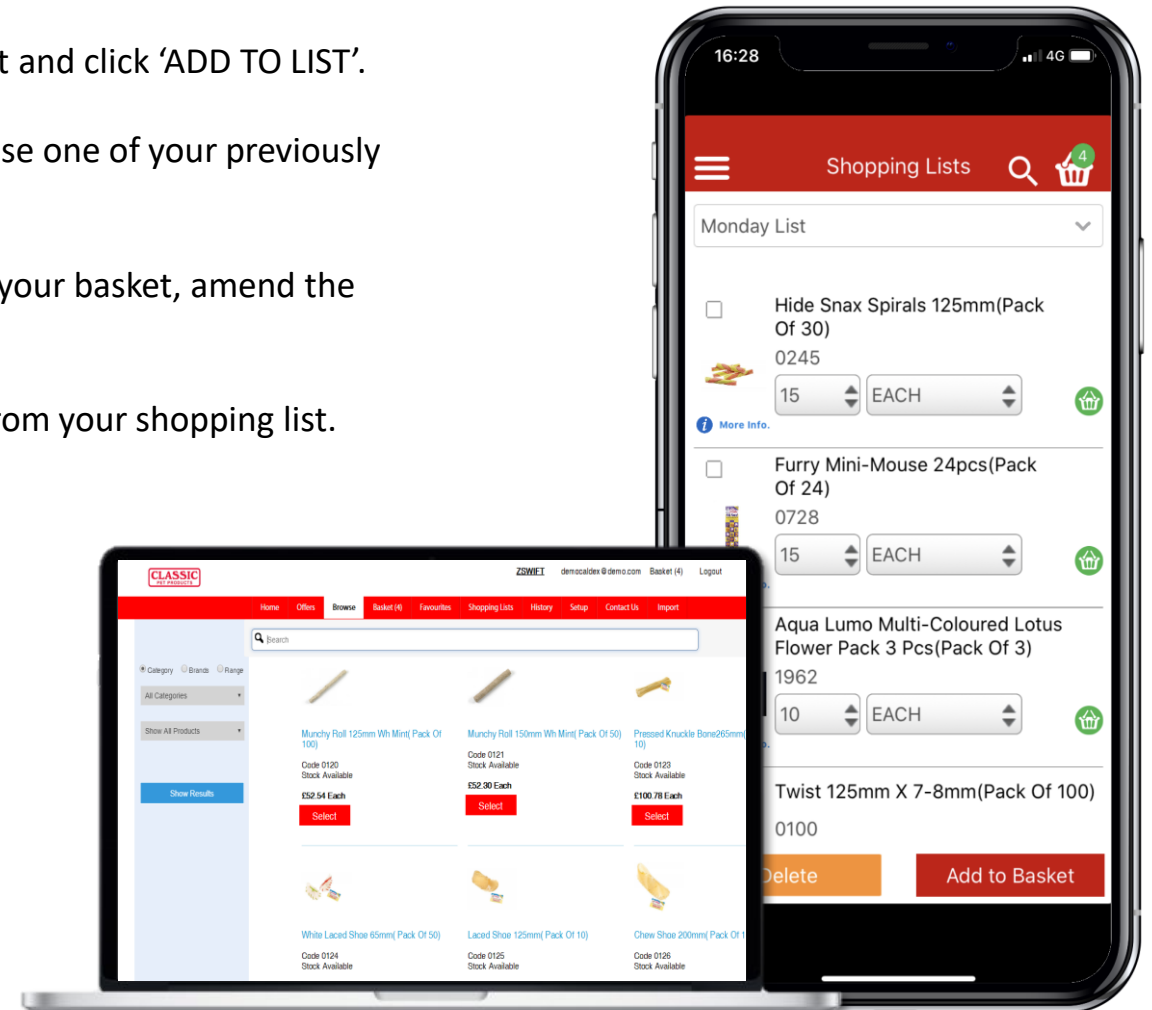 t and click ‘ADD TO LIST’.
se one of your previously
your basket, amend the
rom your shopping list.
16:28
4G
Shopping Lists
4
Monday List
Hide Snax Spirals 125mm(Pack
Of 30)
0245
15 EACH
More Info.
Furry Mini-Mouse 24pcs(Pack
Of 24)
0728
15 EACH
o.
Aqua Lumo Multi-Coloured Lotus
Flower Pack 3 Pcs(Pack Of 3)
1962
10 EACH
o.
Twist 125mm X 7-8mm(Pack Of 100)
0100
Delete
Add to Basket
CLASSIC
PET PRODUCTS
ZSWIFT democaldex@demo.com Basket (4) Logout
Home Offers Browse Basket (4) Favourites Shopping Lists History Setup Contact Us Import
Search
Category Brands Range
All Categories
Show All Products
Show Results
Munchy Roll 125mm Wh Mint( Pack Of
100)
Code 0120
Stock Available
£52.54 Each
Select
Munchy Roll 150mm Wh Mint( Pack Of 50)
Code 0121
Stock Available
£52.30 Each
Select
Pressed Knuckle Bone265mm(
10)
Code 0123
Stock Available
£100.78 Each
Select
White Laced Shoe 65mm( Pack Of 50)
Code 0124
Stock Available
Laced Shoe 125mm( Pack Of 10)
Code 0125
Stock Available
Chew Shoe 200mm( Pack Of 1
Code 0126
Stock Available